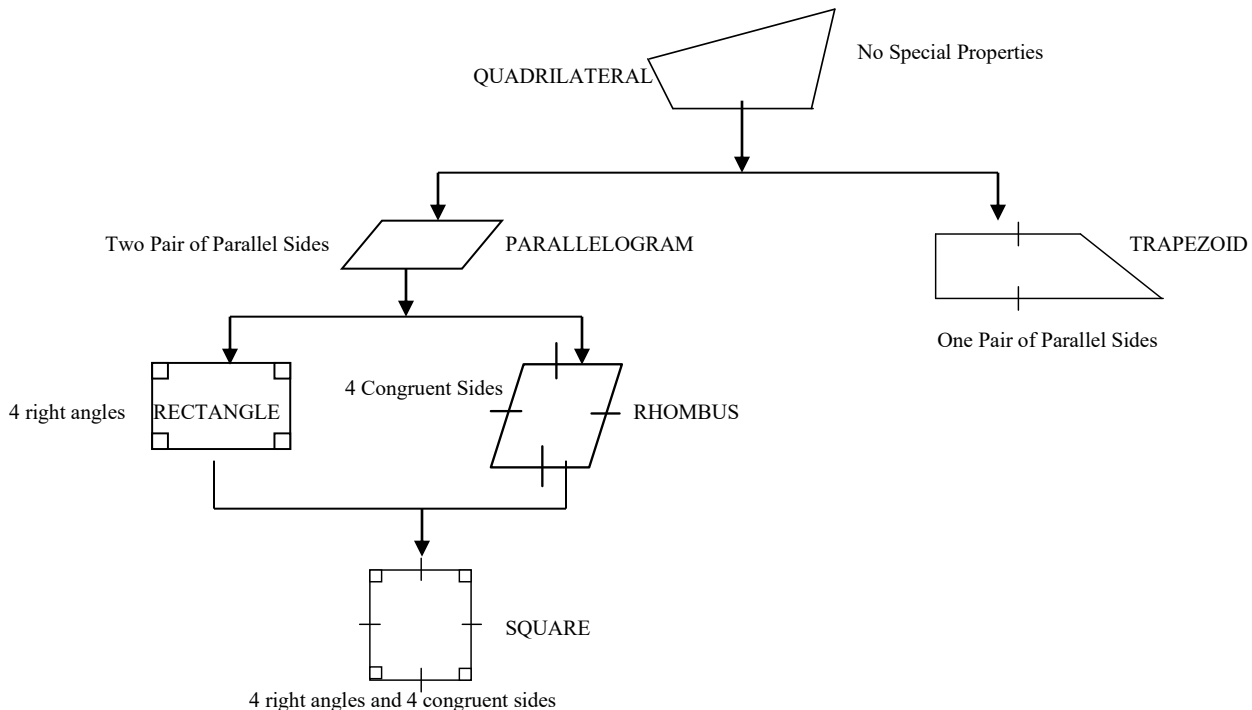 No Special Properties
QUADRILATERAL
Two Pair of Parallel Sides
PARALLELOGRAM
TRAPEZOID
One Pair of Parallel Sides
4 right angles
RECTANGLE
4 Congruent Sides
RHOMBUS
SQUARE
4 right angles and 4 congruent sides